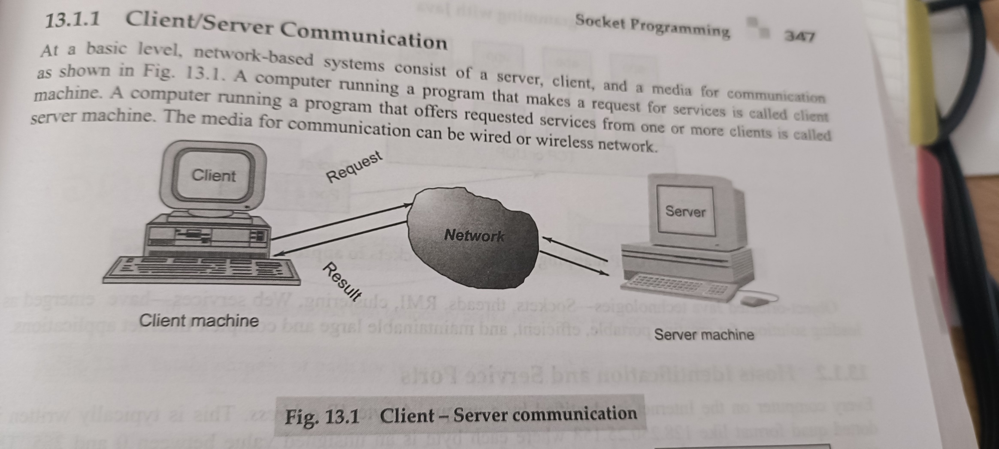 Socket Programming 347
13.1.1 Client/Server Communication
At a basic level, network-based systems consist of a server, client, and a media for communication
as shown in Fig. 13.1. A computer running a program that makes a request for services is called client
machine. A computer running a program that offers requested services from one or more clients is called
server machine. The media for communication can be wired or wireless network.
Client
Request
Server
Network
Result
Client machine
Server machine
Fig. 13.1 Client – Server communication